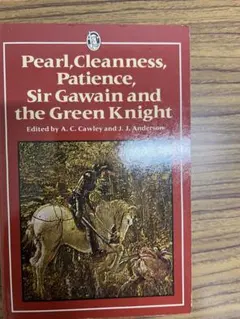 Pearl,Cleanness,
Patience,
Sir Gawain and
the Green Knight
Edited by A. C. Cawley and J. J. Anderson